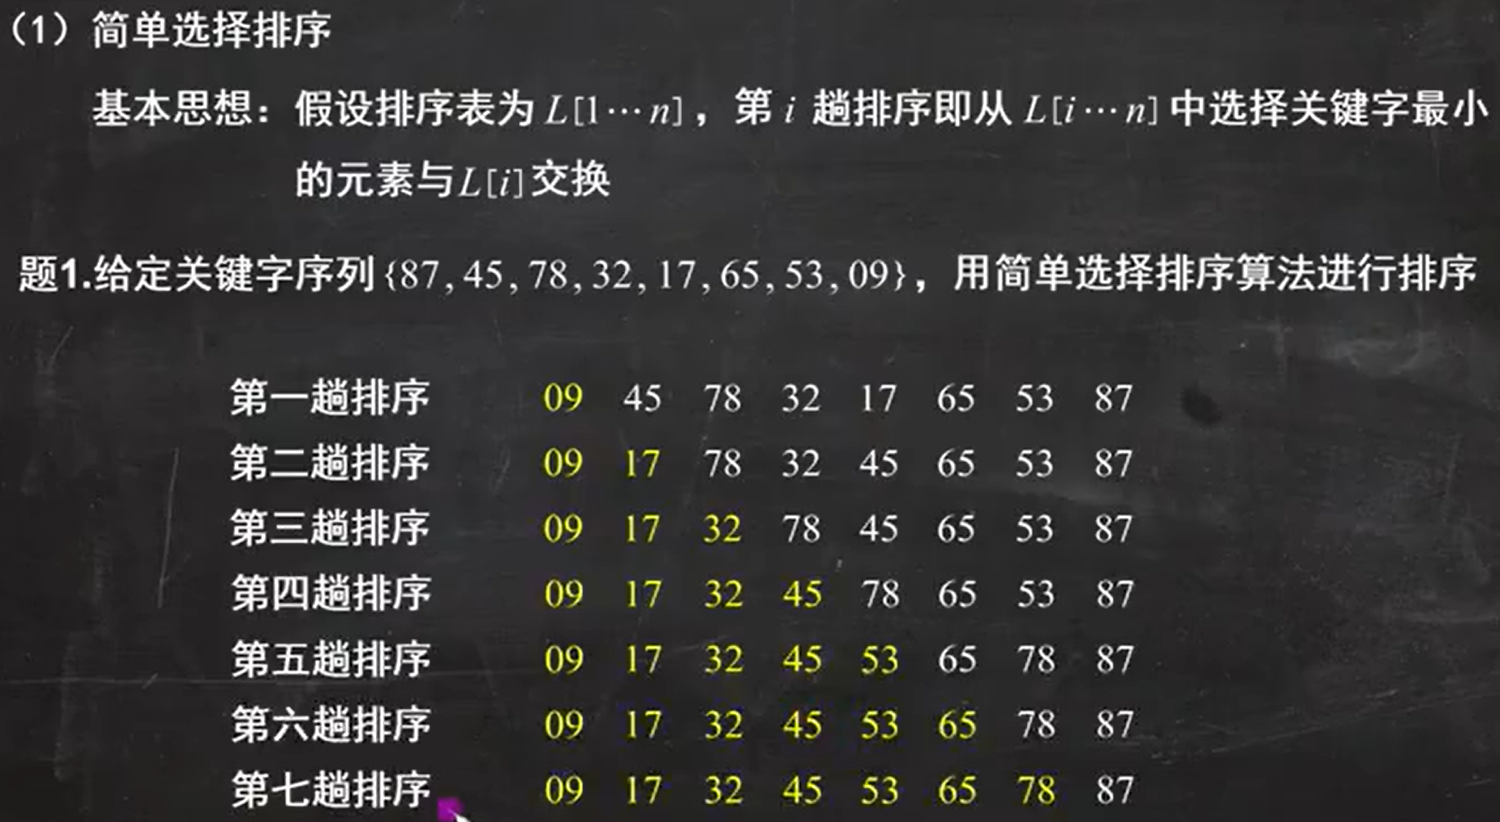 （1）简单选择排序
基本思想：假设排序表为 L[1⋯n]，第 i 趟排序即从 L[i⋯n] 中选择关键字最小
的元素与L[i]交换
题1.给定关键字序列{87, 45, 78, 32, 17, 65, 53, 09}，用简单选择排序算法进行排序
第一趟排序 09 45 78 32 17 65 53 87
第二趟排序 09 17 78 32 45 65 53 87
第三趟排序 09 17 32 78 45 65 53 87
第四趟排序 09 17 32 45 78 65 53 87
第五趟排序 09 17 32 45 53 65 78 87
第六趟排序 09 17 32 45 53 65 78 87
第七趟排序 09 17 32 45 53 65 78 87